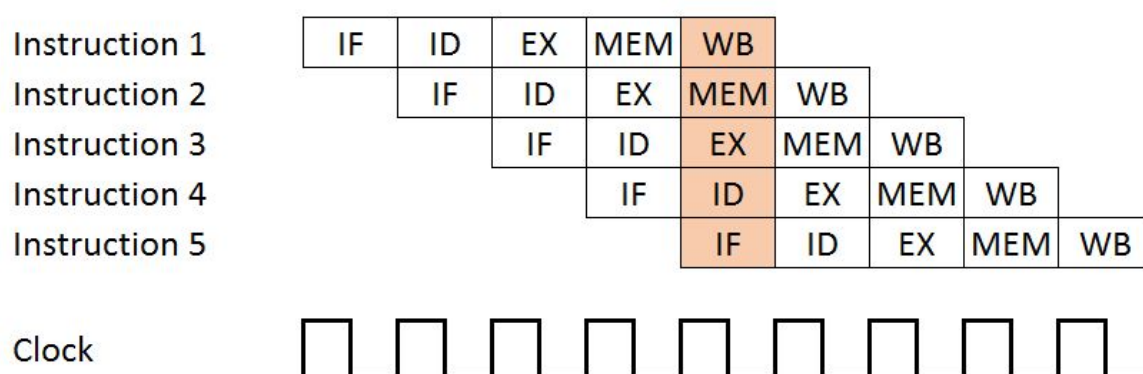 Instruction 1 IF ID EX MEM WB
Instruction 2 IF ID EX MEM WB
Instruction 3 IF ID EX MEM WB
Instruction 4 IF ID EX MEM WB
Instruction 5 IF ID EX MEM WB
Clock